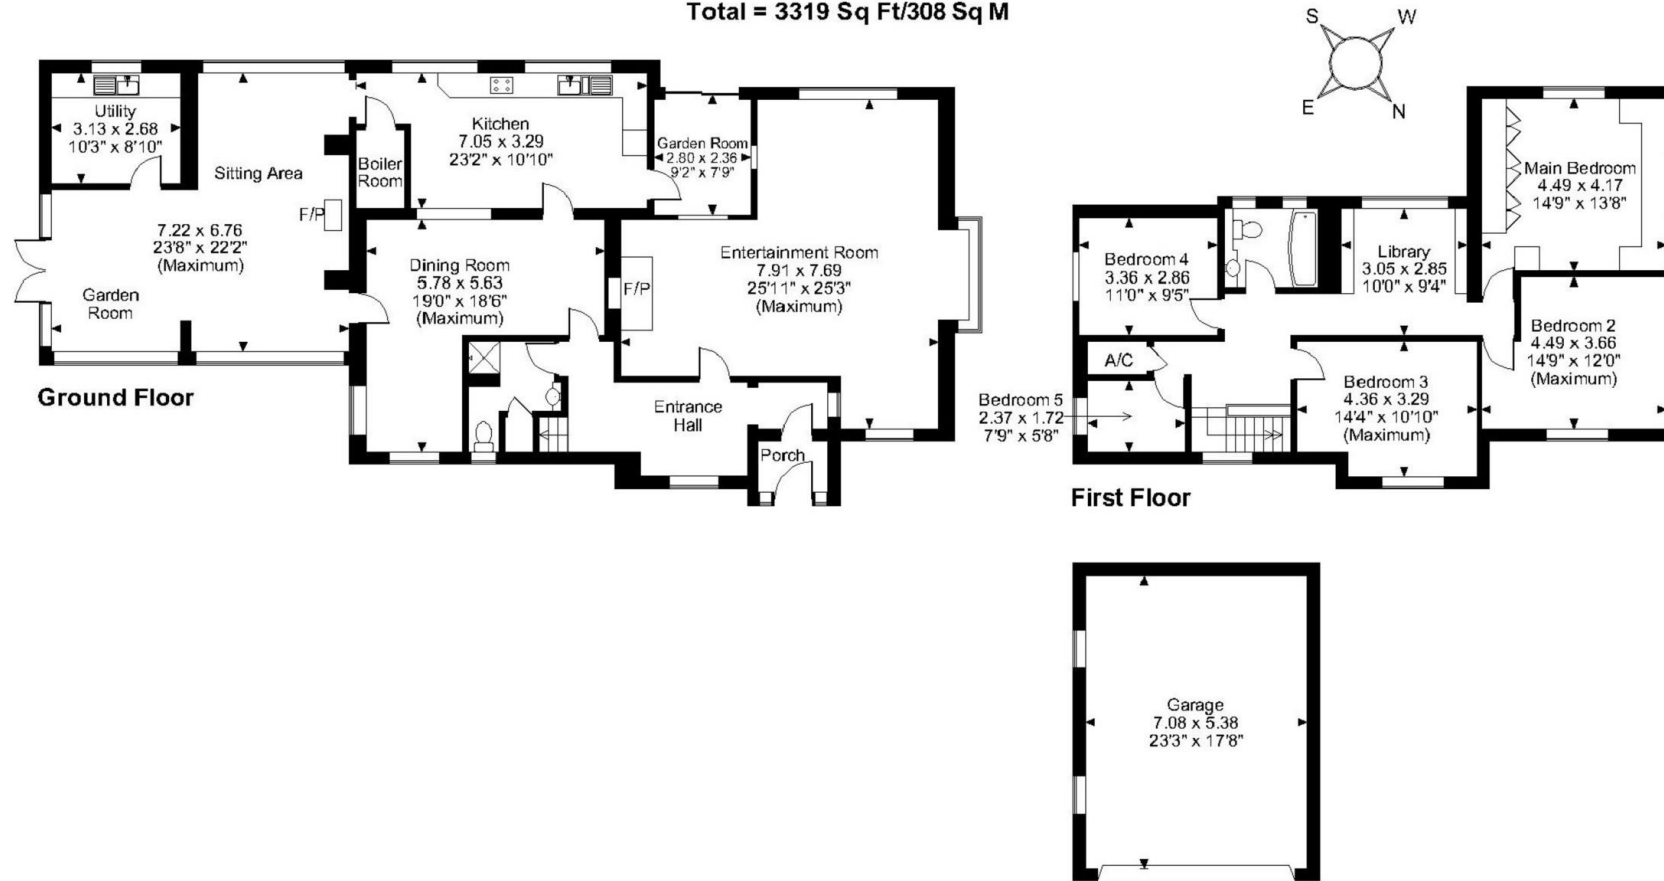 Total = 3319 Sq Ft/308 Sq M
S
W
E
N
Utility
3.13 x 2.68
10'3" x 8'10"
Sitting Area
F/P
7.22 x 6.76
23'8" x 22'2"
(Maximum)
Garden
Room
Boiler
Room
Kitchen
7.05 x 3.29
23'2" x 10'10"
Garden Room
2.80 x 2.36
9'2" x 7'9"
Dining Room
5.78 x 5.63
19'0" x 18'6"
(Maximum)
F/P
Entertainment Room
7.91 x 7.69
25'11" x 25'3"
(Maximum)
Entrance
Hall
Porch
Ground Floor
Main Bedroom
4.49 x 4.17
14'9" x 13'8"
Bedroom 4
3.36 x 2.86
11'0" x 9'5"
Library
3.05 x 2.85
10'0" x 9'4"
Bedroom 2
4.49 x 3.66
14'9" x 12'0"
(Maximum)
A/C
Bedroom 3
4.36 x 3.29
14'4" x 10'10"
(Maximum)
Bedroom 5
2.37 x 1.72
7'9" x 5'8"
First Floor
Garage
7.08 x 5.38
23'3" x 17'8"